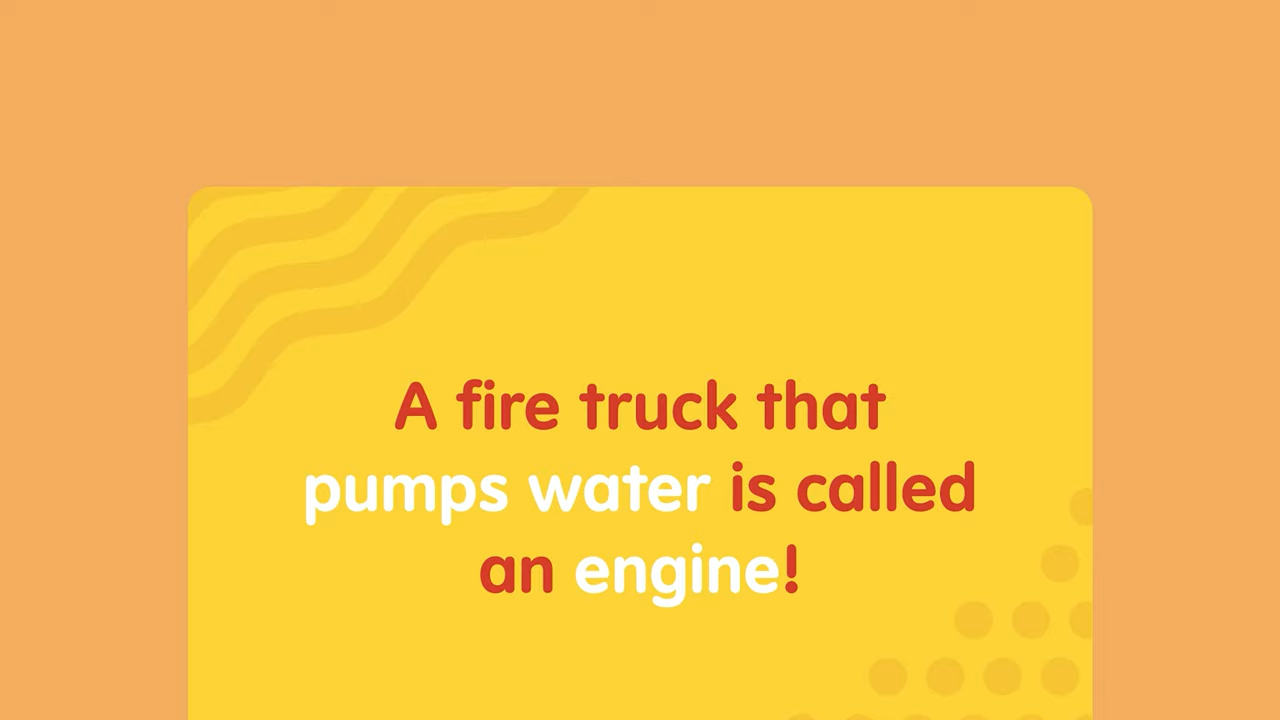 A fire truck that
pumps water is called
an engine!